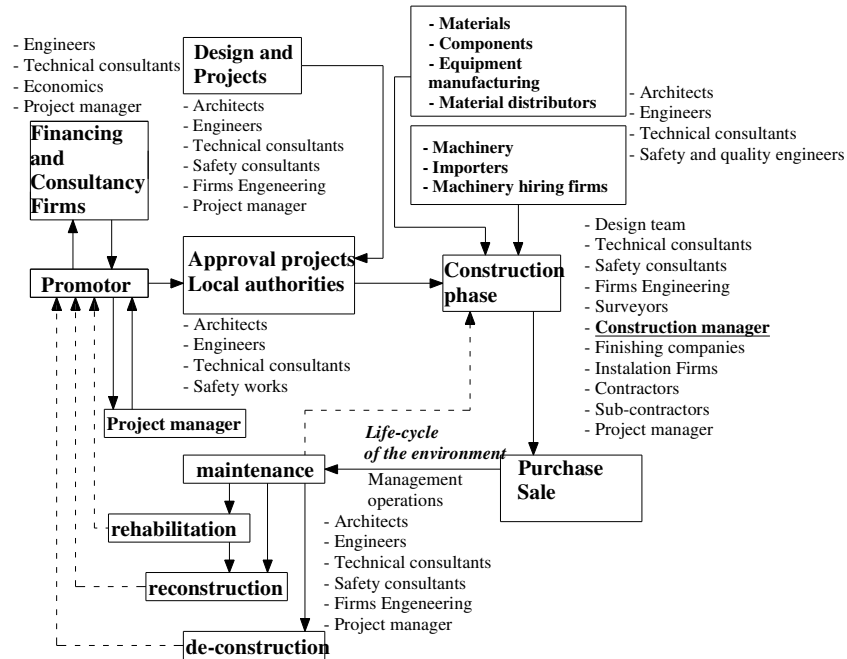 - Engineers
- Technical consultants
- Economics
- Project manager
Financing
and
Consultancy
Firms
Design and
Projects
- Architects
- Engineers
- Technical consultants
- Safety consultants
- Firms Engeneering
- Project manager
- Materials
- Components
- Equipment
manufacturing
- Material distributors
- Machinery
- Importers
- Machinery hiring firms
- Architects
- Engineers
- Technical consultants
- Safety and quality engineers
Promotor
Approval projects
Local authorities
- Architects
- Engineers
- Technical consultants
- Safety works
Construction
phase
- Design team
- Technical consultants
- Safety consultants
- Firms Engineering
- Surveyors
- Construction manager
- Finishing companies
- Instalation Firms
- Contractors
- Sub-contractors
- Project manager
Project manager
Life-cycle
of the environment
Management
operations
Purchase
Sale
maintenance
rehabilitation
reconstruction
de-construction
- Architects
- Engineers
- Technical consultants
- Safety consultants
- Firms Engeneering
- Project manager